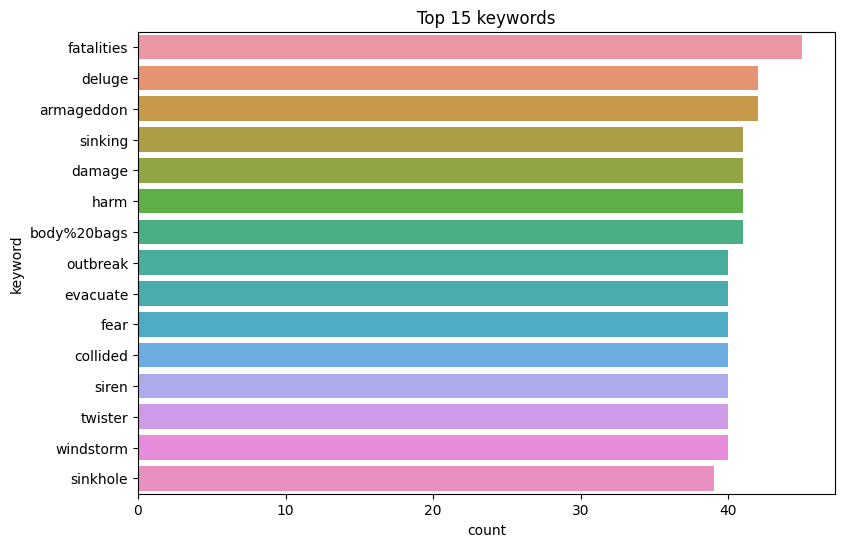 Top 15 keywords
keyword
fatalities
deluge
armageddon
sinking
damage
harm
body%20bags
outbreak
evacuate
fear
collided
siren
twister
windstorm
sinkhole
0 10 20 30 40
count